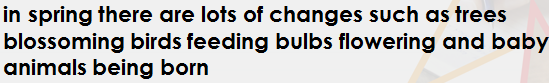 in spring there are lots of changes such as trees
blossoming birds feeding bulbs flowering and baby
animals being born